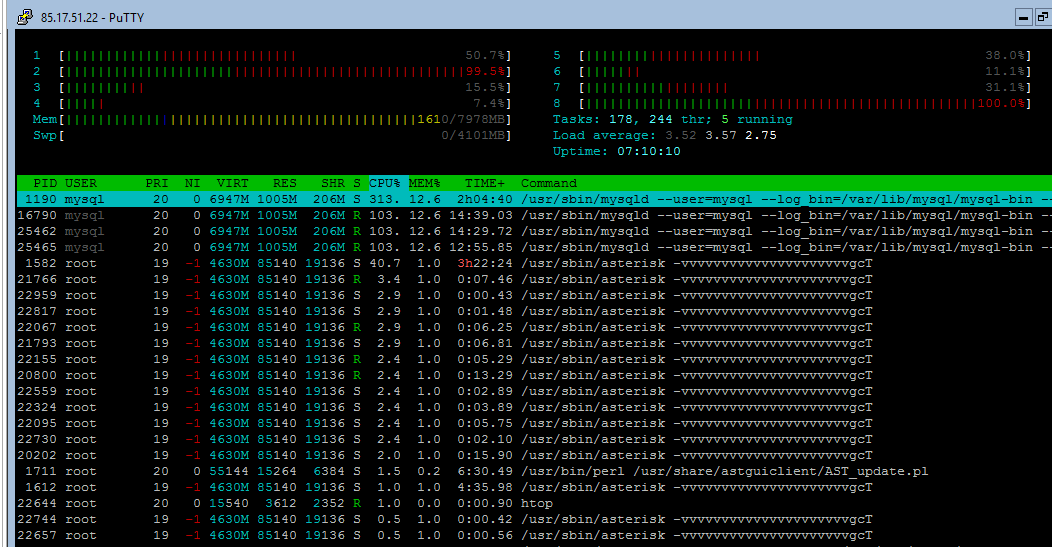 85.17.51.22 - PuTTY
1 [ 50.7%] 5 [ 38.0%]
2 [ 99.5%] 6 [ 11.1%]
3 [ 15.5%] 7 [ 31.1%]
4 [ 7.4%] 8 [ 100.0%]
Mem[ 1610/7978MB] Tasks: 178, 244 thr; 5 running
Swp[ 0/4101MB] Load average: 3.52 3.57 2.75
Uptime: 07:10:10
PID USER PRI NI VIRT RES SHR S CPU% MEM% TIME+ Command
1190 mysql 20 0 6947M 1005M 206M S 313. 12.6 2h04:40 /usr/sbin/mysqld --user=mysql --log_bin=/var/lib/mysql/mysql-bin --
16790 mysql 20 0 6947M 1005M 206M R 103. 12.6 14:39.03 /usr/sbin/mysqld --user=mysql --log_bin=/var/lib/mysql/mysql-bin --
25462 mysql 20 0 6947M 1005M 206M R 103. 12.6 14:29.72 /usr/sbin/mysqld --user=mysql --log_bin=/var/lib/mysql/mysql-bin --
25465 mysql 20 0 6947M 1005M 206M R 103. 12.6 12:55.85 /usr/sbin/mysqld --user=mysql --log_bin=/var/lib/mysql/mysql-bin --
1582 root 19 -1 4630M 85140 19136 S 40.7 1.0 3h22:24 /usr/sbin/asterisk -vvvvvvvvvvvvvvvvvvvvvgcT
21766 root 19 -1 4630M 85140 19136 R 3.4 1.0 0:07.46 /usr/sbin/asterisk -vvvvvvvvvvvvvvvvvvvvvgcT
22959 root 19 -1 4630M 85140 19136 S 2.9 1.0 0:00.43 /usr/sbin/asterisk -vvvvvvvvvvvvvvvvvvvvvgcT
22817 root 19 -1 4630M 85140 19136 S 2.9 1.0 0:01.48 /usr/sbin/asterisk -vvvvvvvvvvvvvvvvvvvvvgcT
22067 root 19 -1 4630M 85140 19136 R 2.9 1.0 0:06.25 /usr/sbin/asterisk -vvvvvvvvvvvvvvvvvvvvvgcT
21793 root 19 -1 4630M 85140 19136 S 2.9 1.0 0:06.81 /usr/sbin/asterisk -vvvvvvvvvvvvvvvvvvvvvgcT
22155 root 19 -1 4630M 85140 19136 R 2.4 1.0 0:05.29 /usr/sbin/asterisk -vvvvvvvvvvvvvvvvvvvvvgcT
20800 root 19 -1 4630M 85140 19136 R 2.4 1.0 0:13.29 /usr/sbin/asterisk -vvvvvvvvvvvvvvvvvvvvvgcT
22559 root 19 -1 4630M 85140 19136 S 2.4 1.0 0:02.89 /usr/sbin/asterisk -vvvvvvvvvvvvvvvvvvvvvgcT
22324 root 19 -1 4630M 85140 19136 S 2.4 1.0 0:03.89 /usr/sbin/asterisk -vvvvvvvvvvvvvvvvvvvvvgcT
22095 root 19 -1 4630M 85140 19136 S 2.4 1.0 0:05.75 /usr/sbin/asterisk -vvvvvvvvvvvvvvvvvvvvvgcT
22730 root 19 -1 4630M 85140 19136 S 2.4 1.0 0:02.10 /usr/sbin/asterisk -vvvvvvvvvvvvvvvvvvvvvgcT
20202 root 19 -1 4630M 85140 19136 S 2.0 1.0 0:15.90 /usr/sbin/asterisk -vvvvvvvvvvvvvvvvvvvvvgcT
1711 root 20 0 55144 15264 6384 S 1.5 0.2 6:30.49 /usr/bin/perl /usr/share/astguiclient/AST_update.pl
1612 root 19 -1 4630M 85140 19136 S 1.0 1.0 4:35.98 /usr/sbin/asterisk -vvvvvvvvvvvvvvvvvvvvvgcT
22644 root 20 0 15540 3612 2352 R 1.0 0.0 0:00.90 htop
22744 root 19 -1 4630M 85140 19136 S 0.5 1.0 0:00.42 /usr/sbin/asterisk -vvvvvvvvvvvvvvvvvvvvvgcT
22657 root 19 -1 4630M 85140 19136 S 0.5 1.0 0:00.56 /usr/sbin/asterisk -vvvvvvvvvvvvvvvvvvvvvgcT